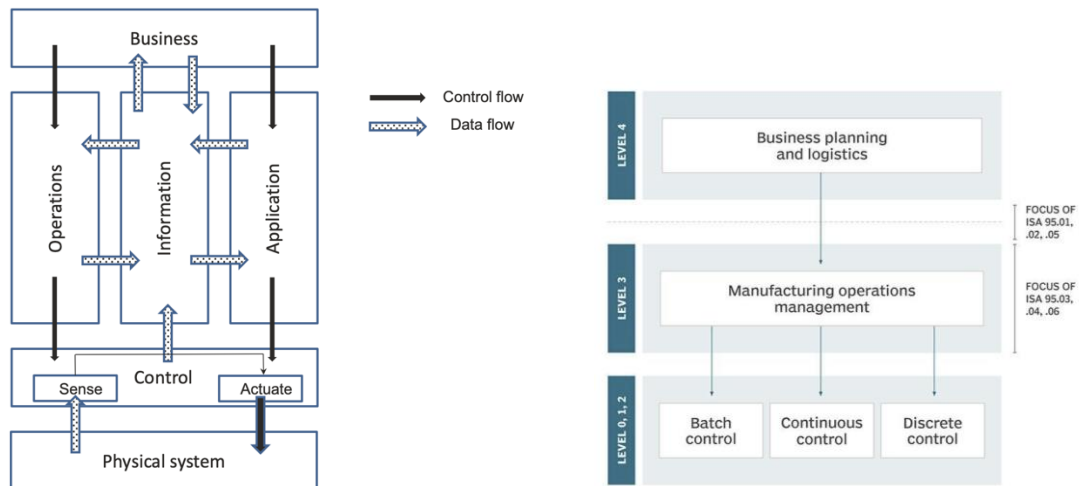 Business
Control flow
Data flow
Operations
Information
Application
Control
Sense
Actuate
Physical system
LEVEL 4
Business planning
and logistics
FOCUS OF
ISA 95.01,
.02, .05
LEVEL 3
Manufacturing operations
management
FOCUS OF
ISA 95.03,
.04, .06
LEVEL 0, 1, 2
Batch
control
Continuous
control
Discrete
control